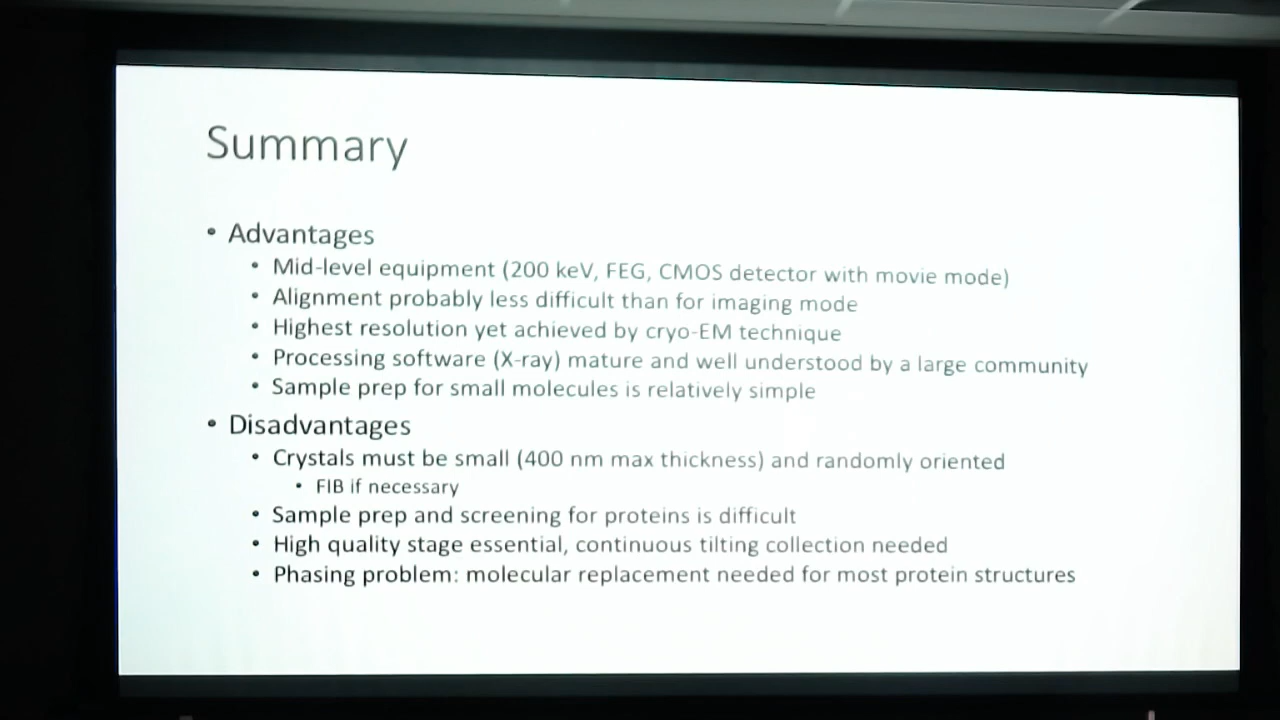 Summary
• Advantages
• Mid-level equipment (200 keV, FEG, CMOS detector with movie mode)
• Alignment probably less difficult than for imaging mode
• Highest resolution yet achieved by cryo-EM technique
• Processing software (X-ray) mature and well understood by a large community
• Sample prep for small molecules is relatively simple
• Disadvantages
• Crystals must be small (400 nm max thickness) and randomly oriented
• FIB if necessary
• Sample prep and screening for proteins is difficult
• High quality stage essential, continuous tilting collection needed
• Phasing problem: molecular replacement needed for most protein structures